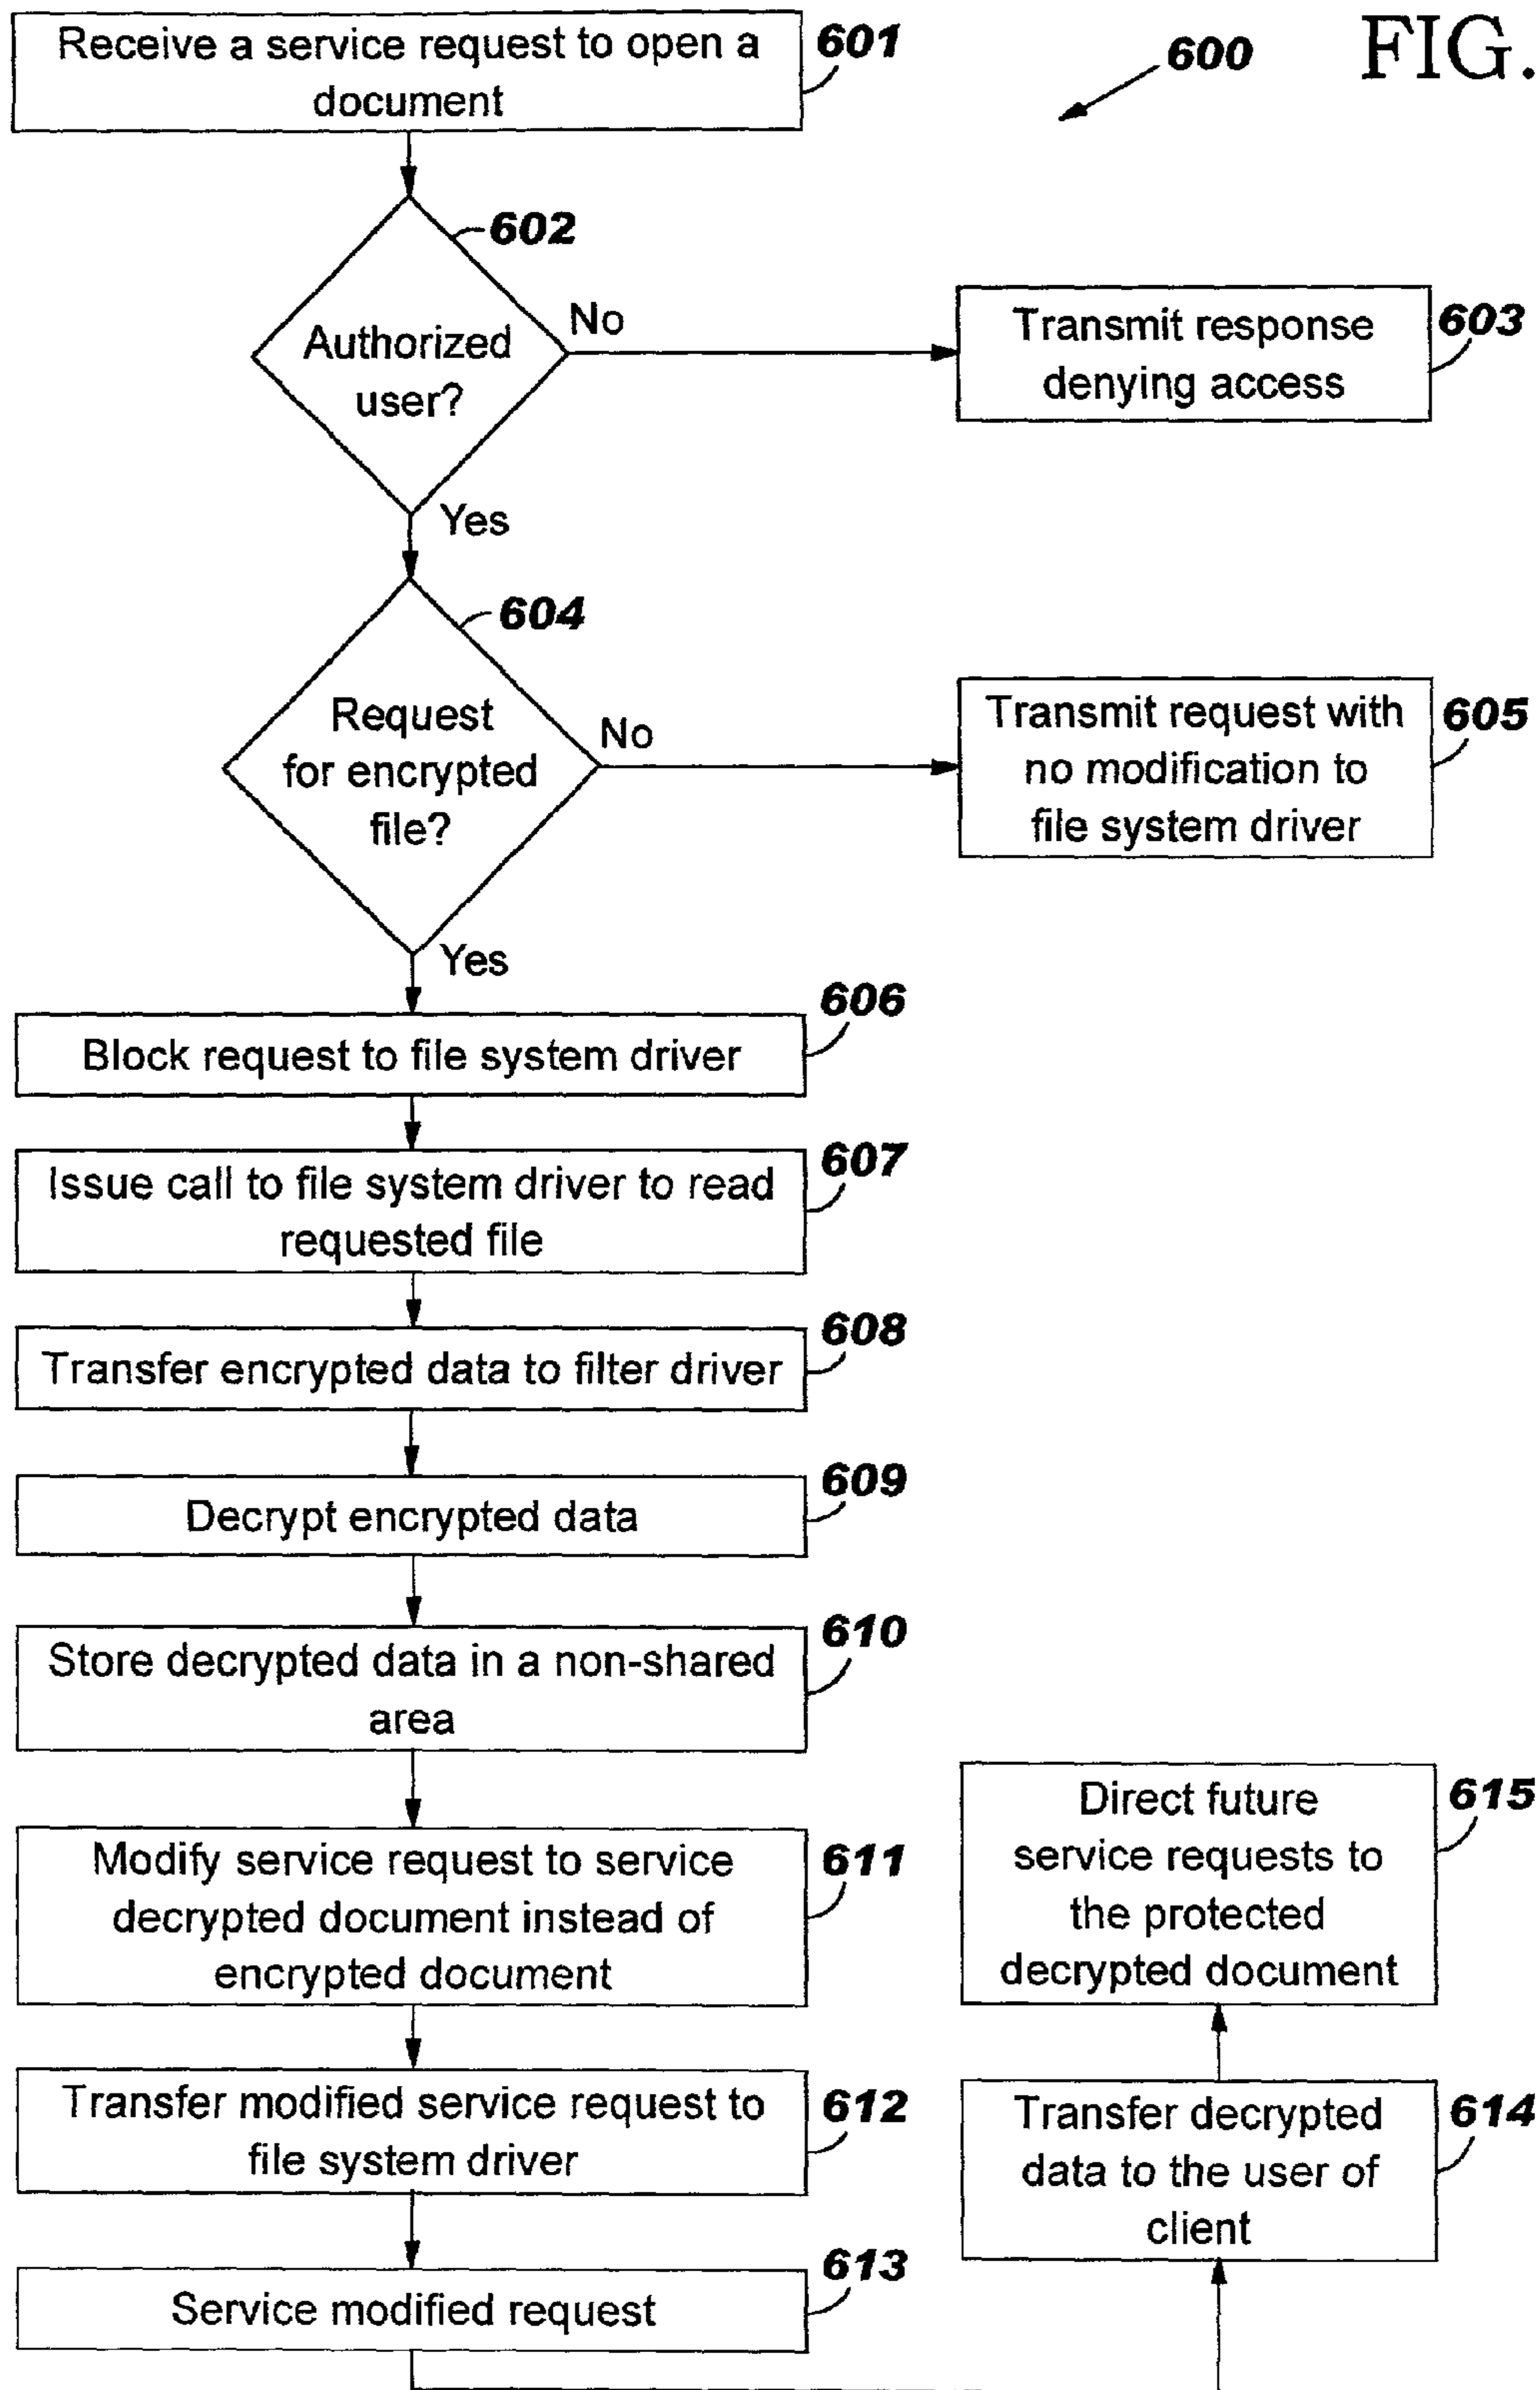 FIG.
600
Receive a service request to open a
document
601
602
Authorized
user?
No
Transmit response
denying access
603
Yes
604
Request
for encrypted
file?
No
Transmit request with
no modification to
file system driver
605
Yes
606
Block request to file system driver
607
Issue call to file system driver to read
requested file
608
Transfer encrypted data to filter driver
609
Decrypt encrypted data
610
Store decrypted data in a non-shared
area
611
Modify service request to service
decrypted document instead of
encrypted document
612
Transfer modified service request to
file system driver
613
Service modified request
614
Transfer decrypted
data to the user of
client
615
Direct future
service requests to
the protected
decrypted document